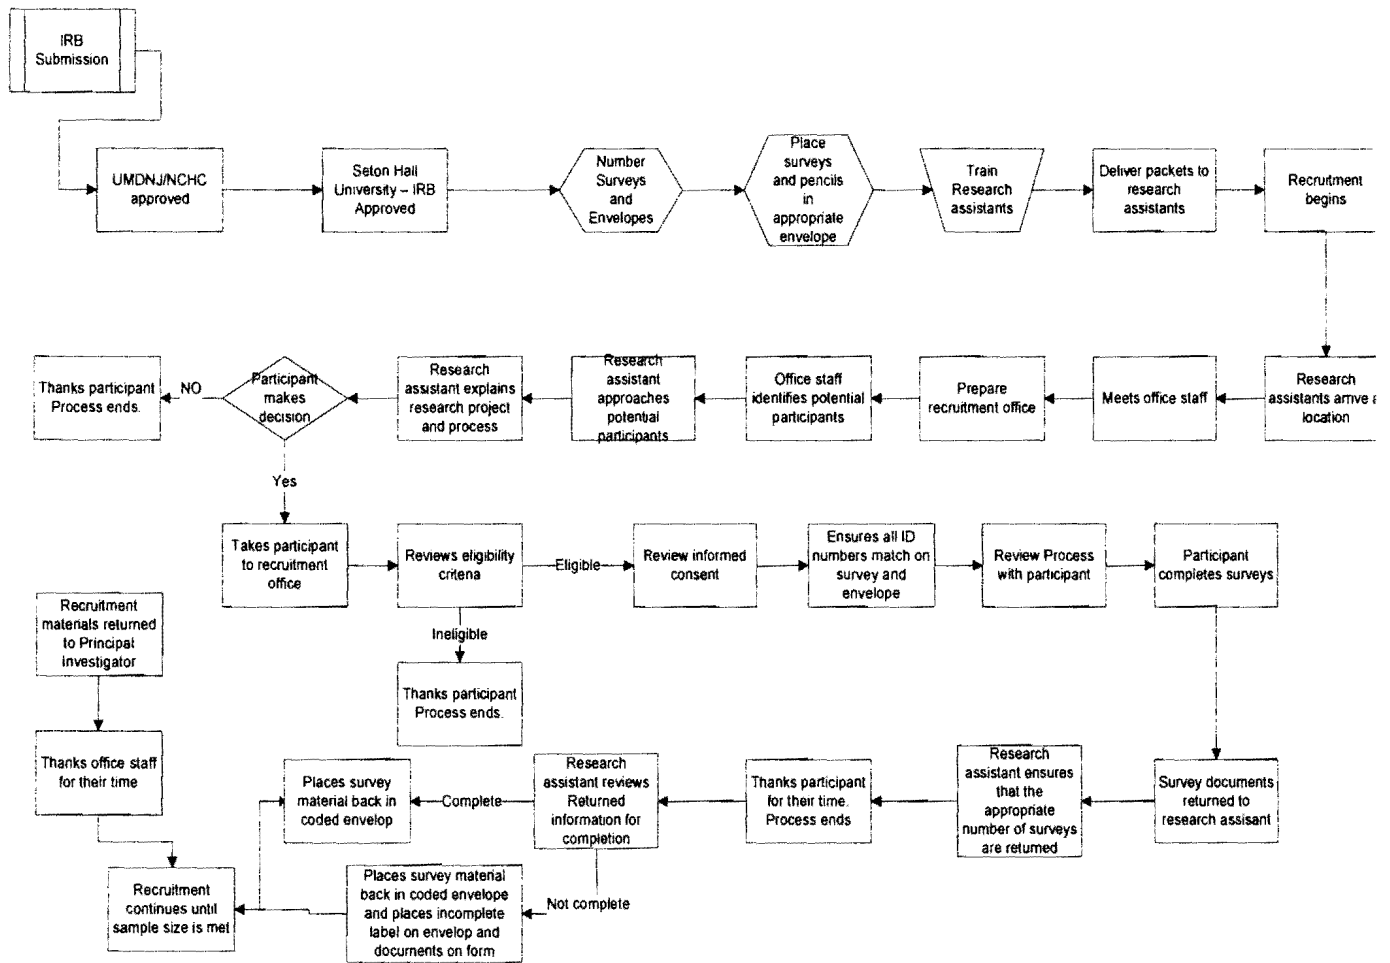 IRB
Submission
UMDNJ/NCHC
approved
Seton Hall
University – IRB
Approved
Number
Surveys
and
Envelopes
Place
surveys
and pencils
in
appropriate
envelope
Train
Research
assistants
Deliver packets to
research
assistants
Recruitment
begins
Thanks participant
Process ends.
NO
Participant
makes
decision
Research
assistant explains
research project
and process
Research
assistant
approaches
potential
participants
Office staff
identifies potential
participants
Prepare
recruitment office
Meets office staff
Research
assistants arrive a
location
Yes
Takes participant
to recruitment
office
Reviews eligibility
critena
Eligible
Review informed
consent
Ensures all ID
numbers match on
survey and
envelope
Review Process
with participant
Participant
completes surveys
Recruitment
materials returned
to Principal
Investigator
Ineligible
Thanks participant
Process ends.
Thanks office staff
for their time
Places survey
material back in
coded envelop
Complete
Research
assistant reviews
Returned
information for
completion
Thanks participant
for their time.
Process ends
Research
assistant ensures
that the
appropriate
number of surveys
are returned
Survey documents
returned to
research assisant
Recruitment
continues until
sample size is met
Places survey material
back in coded envelope
and places incomplete
label on envelop and
documents on form
Not complete